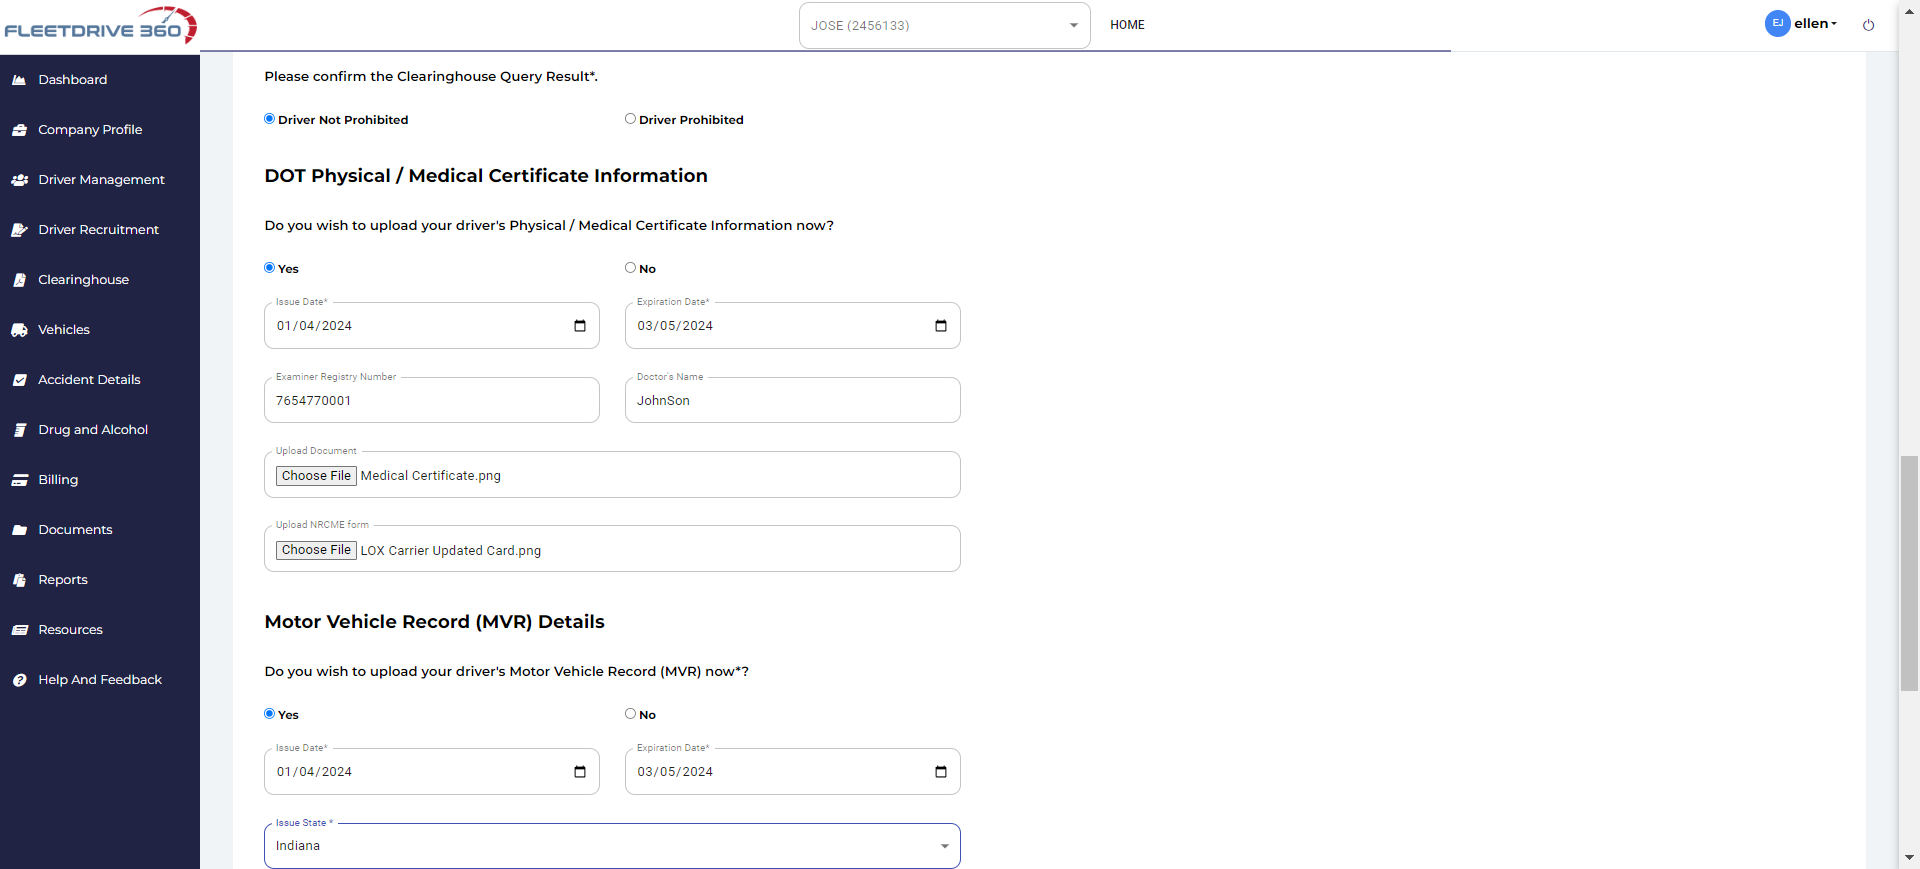 FLEETDRIVE 360
JOSE (2456133)
HOME
EJ
ellen
Dashboard
Company Profile
Driver Management
Driver Recruitment
Clearinghouse
Vehicles
Accident Details
Drug and Alcohol
Billing
Documents
Reports
Resources
Help And Feedback
Please confirm the Clearinghouse Query Result*.
Driver Not Prohibited
Driver Prohibited
DOT Physical / Medical Certificate Information
Do you wish to upload your driver's Physical / Medical Certificate Information now?
Yes
No
Issue Date*
01/04/2024
Expiration Date*
03/05/2024
Examiner Registry Number
7654770001
Doctor's Name
JohnSon
Upload Document
Choose File Medical Certificate.png
Upload NRCME form
Choose File LOX Carrier Updated Card.png
Motor Vehicle Record (MVR) Details
Do you wish to upload your driver's Motor Vehicle Record (MVR) now*?
Yes
No
Issue Date*
01/04/2024
Expiration Date*
03/05/2024
Issue State *
Indiana